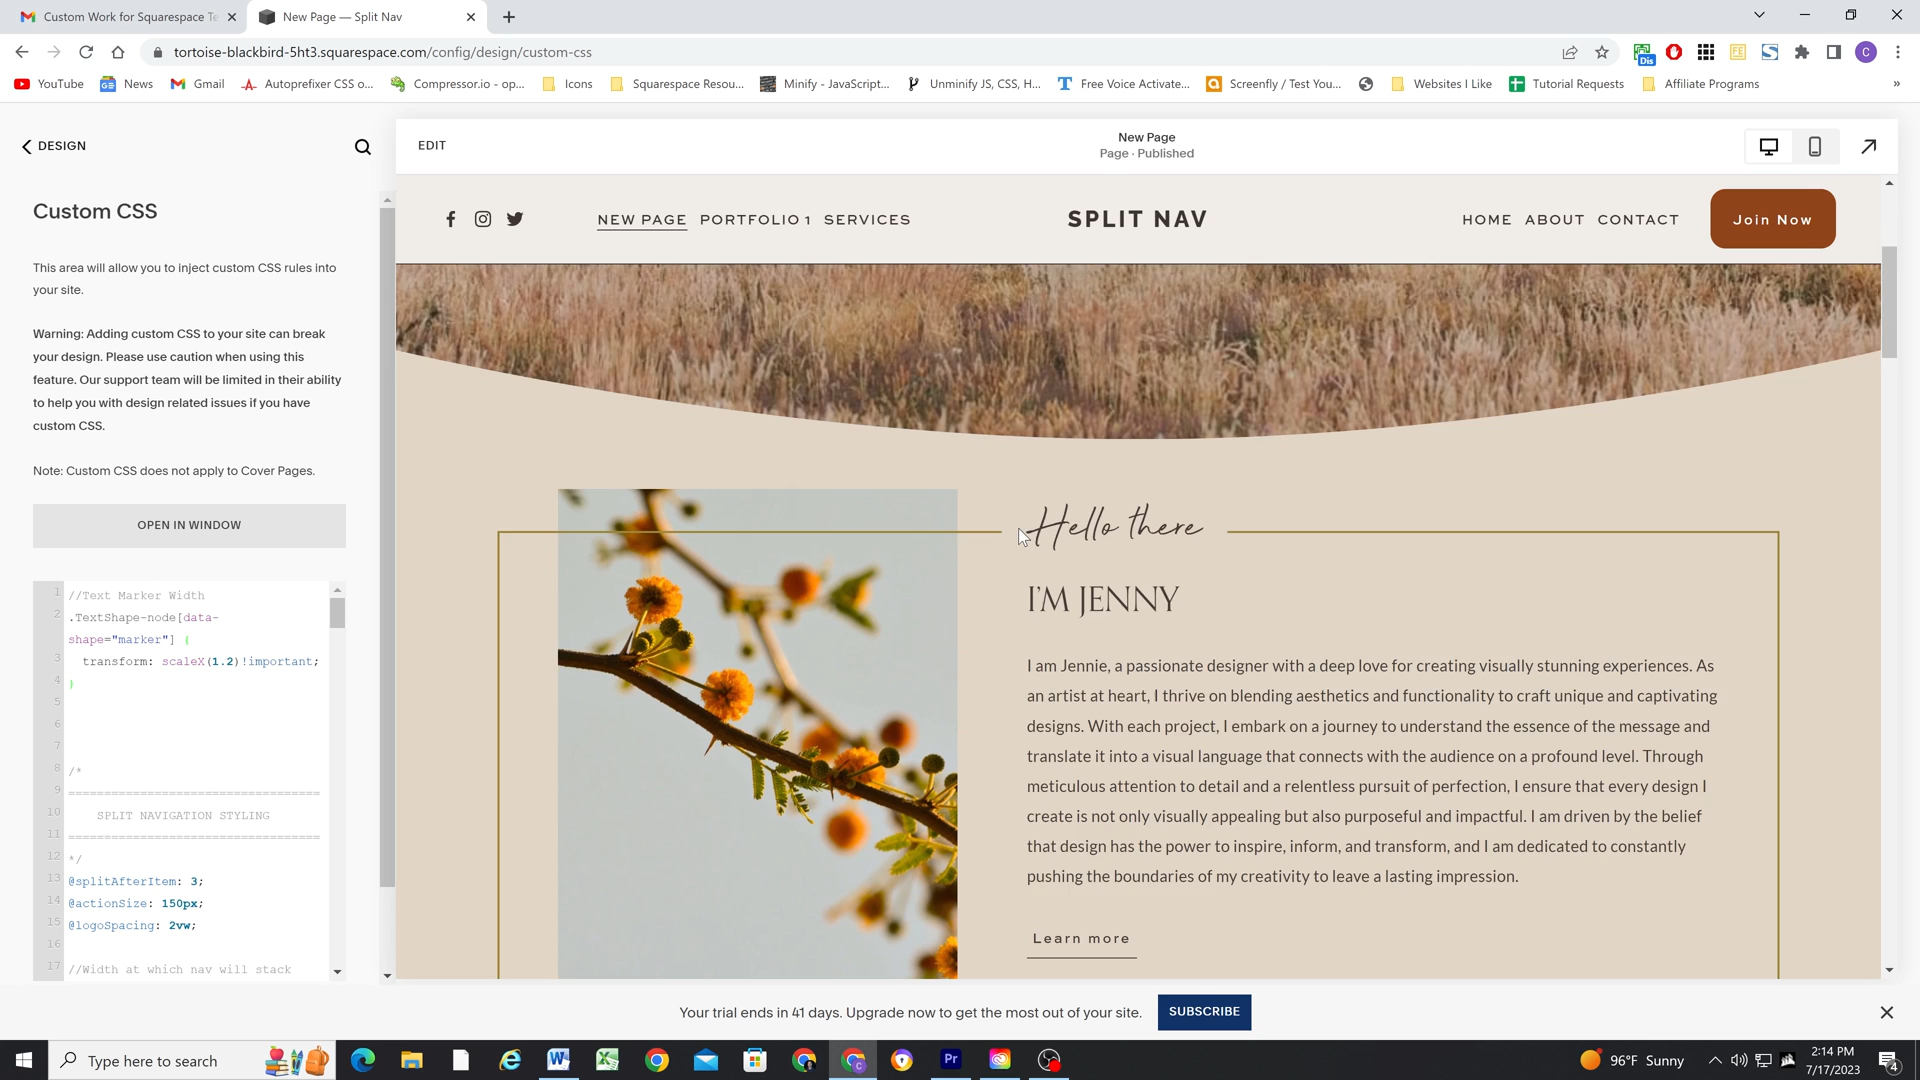 Custom Work for Squarespace Te
New Page — Split Nav
tortoise-blackbird-5ht3.squarespace.com/config/design/custom-css
Dis
FE
C
YouTube
News
Gmail
Autoprefixer CSS o...
Compressor.io - op...
Icons
Squarespace Resou...
Minify - JavaScript...
Unminify JS, CSS, H...
Free Voice Activate...
Screenfly / Test You...
Websites I Like
Tutorial Requests
Affiliate Programs
»
DESIGN
EDIT
New Page
Page · Published
Custom CSS
This area will allow you to inject custom CSS rules into
your site.
Warning: Adding custom CSS to your site can break
your design. Please use caution when using this
feature. Our support team will be limited in their ability
to help you with design related issues if you have
custom CSS.
Note: Custom CSS does not apply to Cover Pages.
OPEN IN WINDOW
1 //Text Marker Width
2 .TextShape-node[data-
shape="marker"] {
3 transform: scaleX(1.2)!important;
4 }
5
6
7
8 /*
9 ===================================
10 SPLIT NAVIGATION STYLING
11 ===================================
12 */
13 @splitAfterItem: 3;
14 @actionSize: 150px;
15 @logoSpacing: 2vw;
16
17 //Width at which nav will stack
NEW PAGE PORTFOLIO 1 SERVICES
SPLIT NAV
HOME ABOUT CONTACT
Join Now
Hello there
I'M JENNY
I am Jennie, a passionate designer with a deep love for creating visually stunning experiences. As
an artist at heart, I thrive on blending aesthetics and functionality to craft unique and captivating
designs. With each project, I embark on a journey to understand the essence of the message and
translate it into a visual language that connects with the audience on a profound level. Through
meticulous attention to detail and a relentless pursuit of perfection, I ensure that every design I
create is not only visually appealing but also purposeful and impactful. I am driven by the belief
that design has the power to inspire, inform, and transform, and I am dedicated to constantly
pushing the boundaries of my creativity to leave a lasting impression.
Learn more
Your trial ends in 41 days. Upgrade now to get the most out of your site.
SUBSCRIBE
Type here to search
Pr
96°F Sunny
2:14 PM
7/17/2023
4